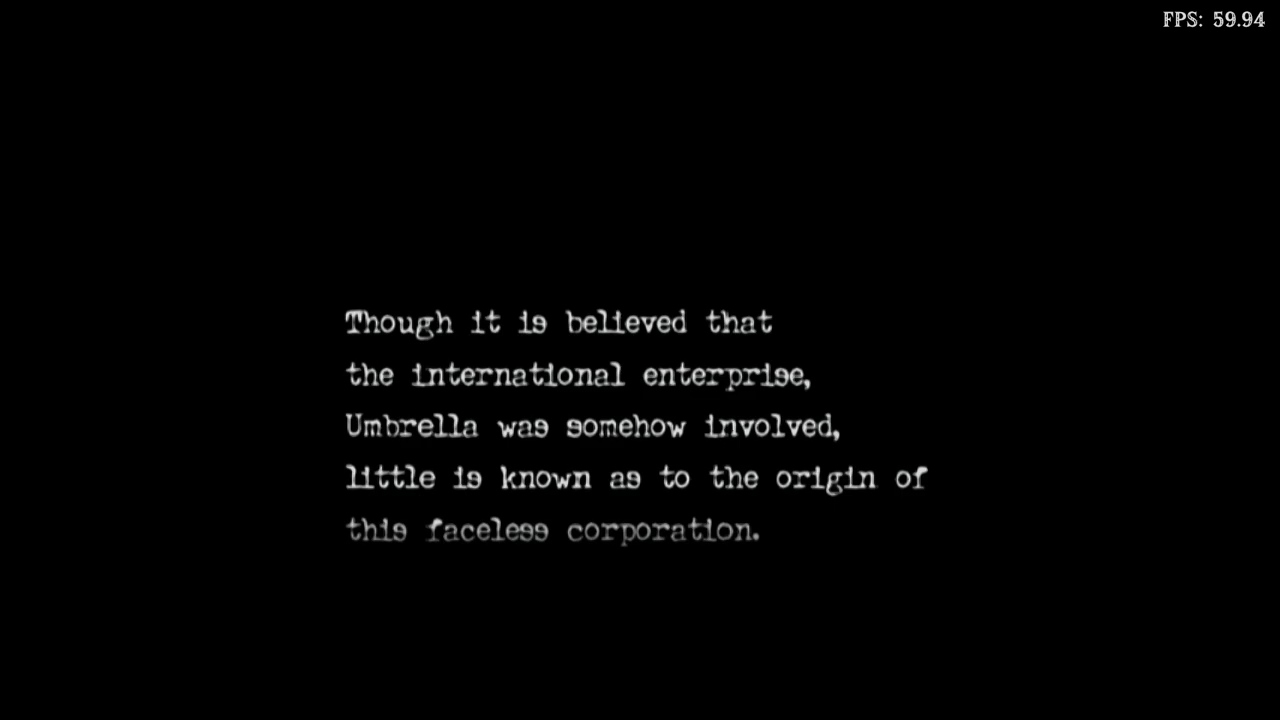 FPS: 59.94
Though it is believed that
the international enterprise,
Umbrella was somehow involved,
little is known as to the origin of
this faceless corporation.